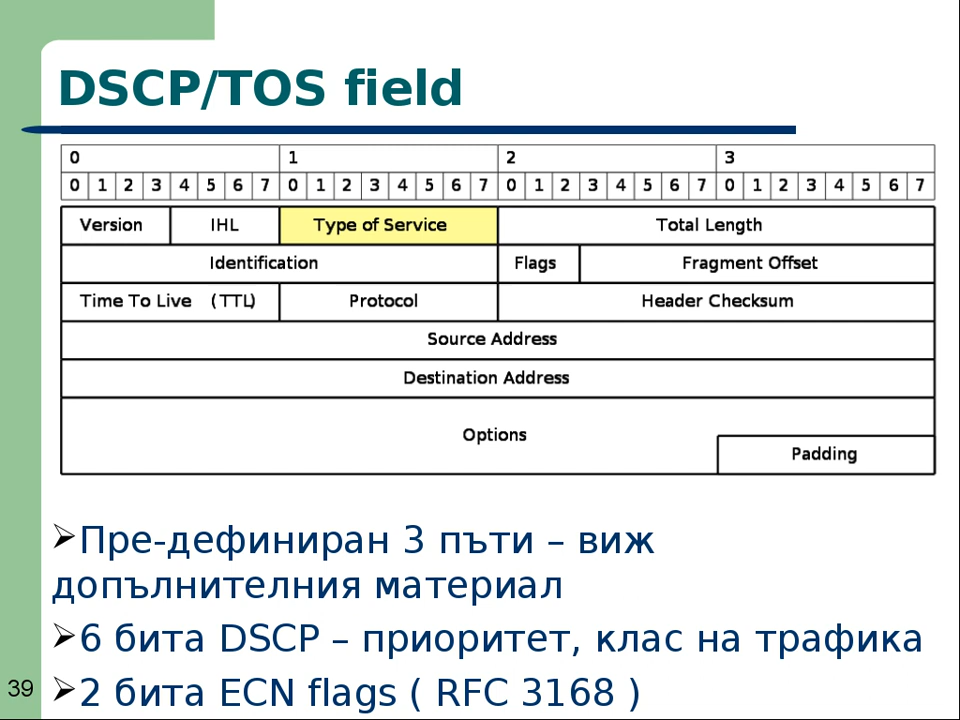 DSCP/TOS field
0 1 2 3
0 1 2 3 4 5 6 7 0 1 2 3 4 5 6 7 0 1 2 3 4 5 6 7 0 1 2 3 4 5 6 7
Version IHL Type of Service Total Length
Identification Flags Fragment Offset
Time To Live (TTL) Protocol Header Checksum
Source Address
Destination Address
Options
Padding
➢Пре-дефиниран 3 пъти – виж
допълнителния материал
➢6 бита DSCP – приоритет, клас на трафика
➢2 бита ECN flags ( RFC 3168 )
39